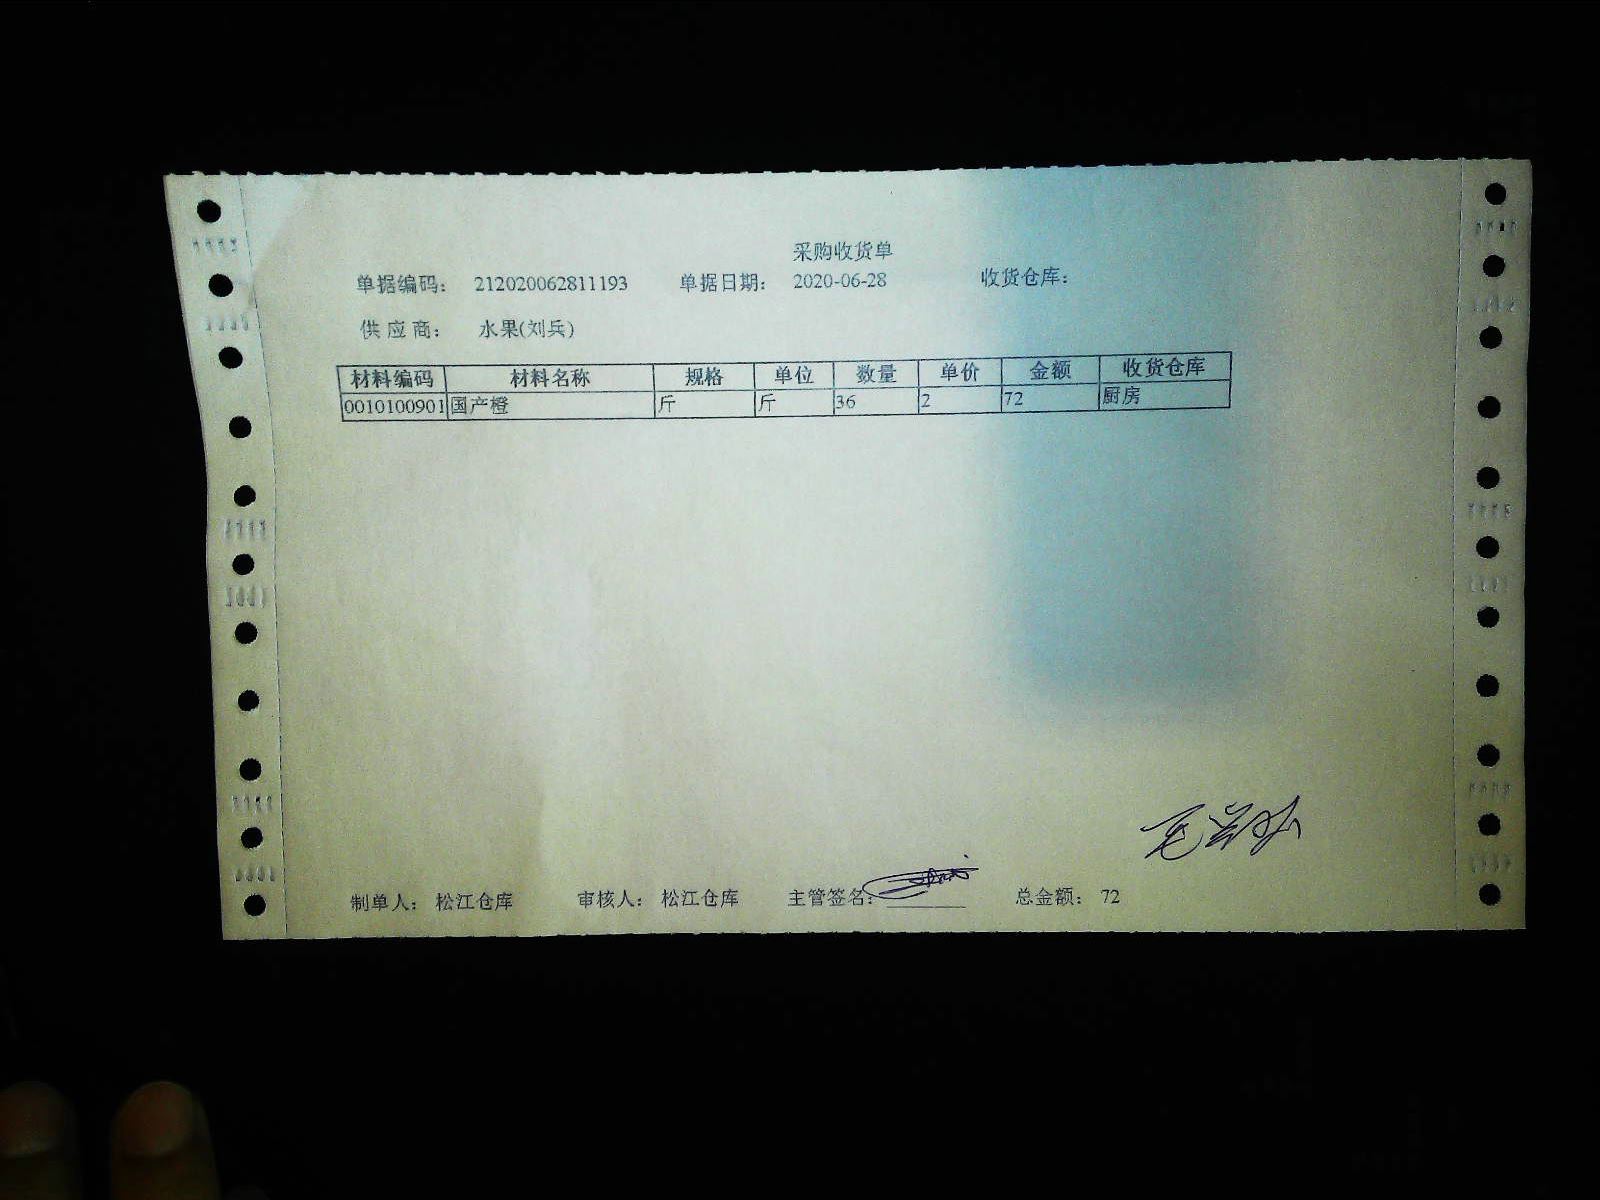 采购收货单
单据编码： 212020062811193 单据日期： 2020-06-28 收货仓库：
供应商： 水果(刘兵)
材料编码 材料名称 规格 单位 数量 单价 金额 收货仓库
0010100901 国产橙 斤 斤 36 2 72 厨房
制单人： 松江仓库 审核人： 松江仓库 主管签名： 总金额： 72